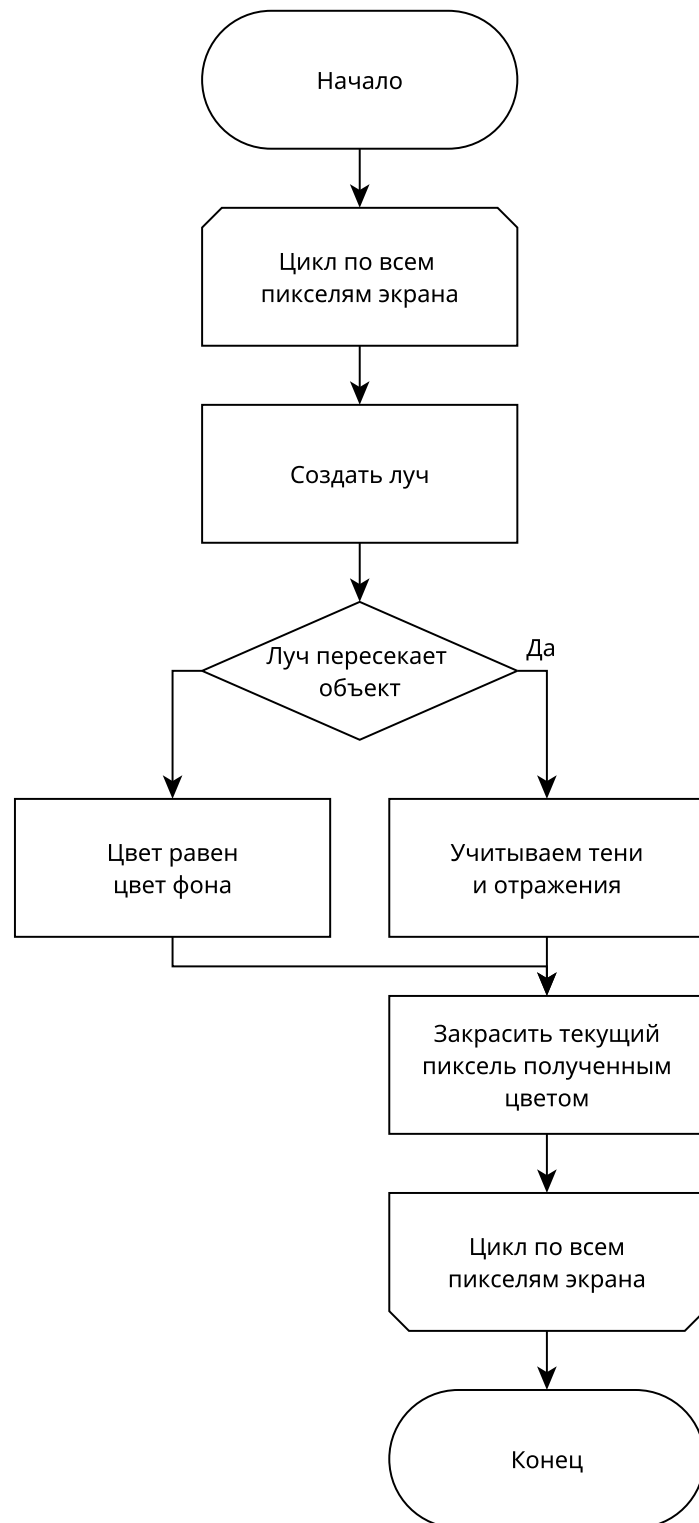 Начало
Цикл по всем
пикселям экрана
Создать луч
Луч пересекает
объект
Да
Цвет равен
цвет фона
Учитываем тени
и отражения
Закрасить текущий
пиксель полученным
цветом
Цикл по всем
пикселям экрана
Конец